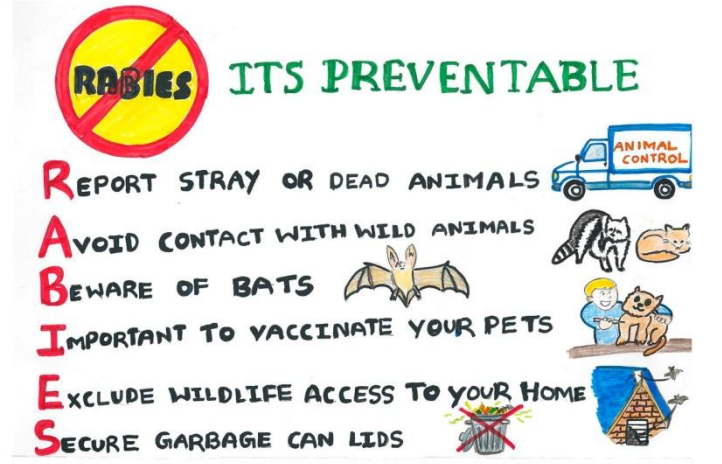 RABIES ITS PREVENTABLE
REPORT STRAY OR DEAD ANIMALS
ANIMAL
CONTROL
AVOID CONTACT WITH WILD ANIMALS
BEWARE OF BATS
IMPORTANT TO VACCINATE YOUR PETS
EXCLUDE WILDLIFE ACCESS TO YOUR HOME
SECURE GARBAGE CAN LIDS